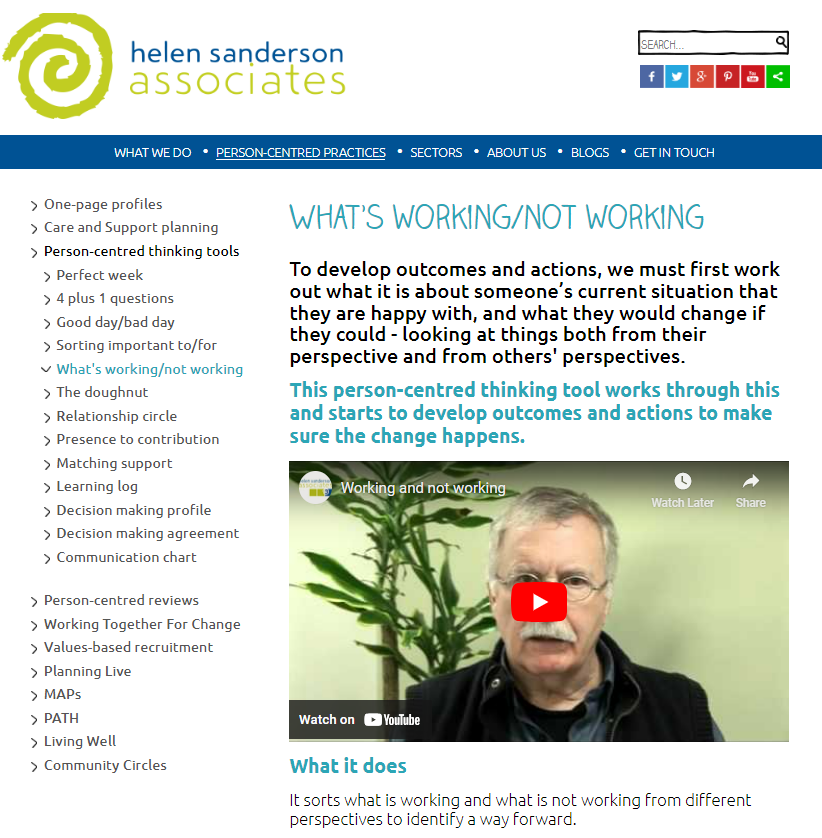 helen sanderson
associates
SEARCH...
WHAT WE DO • PERSON-CENTRED PRACTICES • SECTORS • ABOUT US • BLOGS • GET IN TOUCH
One-page profiles
Care and Support planning
Person-centred thinking tools
Perfect week
4 plus 1 questions
Good day/bad day
Sorting important to/for
What's working/not working
The doughnut
Relationship circle
Presence to contribution
Matching support
Learning log
Decision making profile
Decision making agreement
Communication chart
Person-centred reviews
Working Together For Change
Values-based recruitment
Planning Live
MAPs
PATH
Living Well
Community Circles
WHAT'S WORKING/NOT WORKING
To develop outcomes and actions, we must first work
out what it is about someone’s current situation that
they are happy with, and what they would change if
they could - looking at things both from their
perspective and from others' perspectives.
This person-centred thinking tool works through this
and starts to develop outcomes and actions to make
sure the change happens.
helen sanderson
associates
Working and not working
Watch Later
Share
Watch on YouTube
What it does
It sorts what is working and what is not working from different
perspectives to identify a way forward.